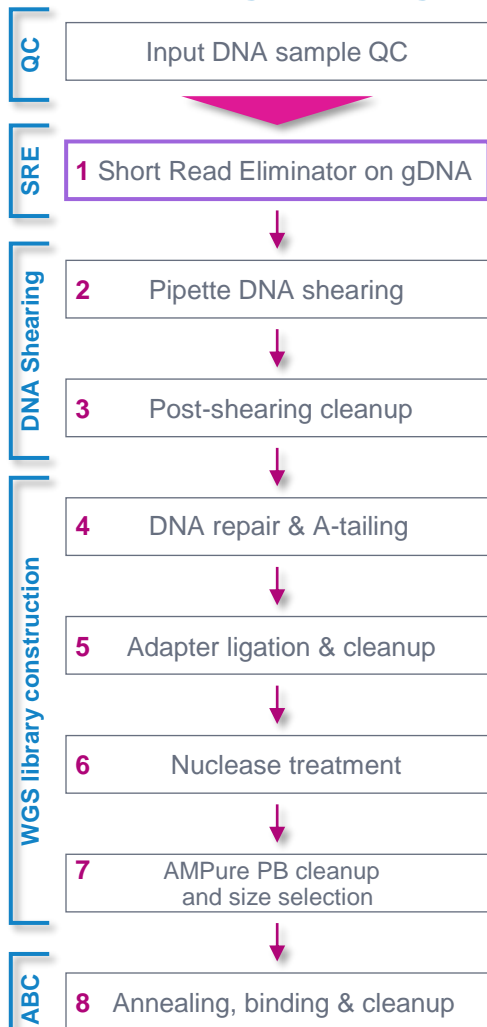 QC
Input DNA sample QC
SRE
1 Short Read Eliminator on gDNA
DNA Shearing
2 Pipette DNA shearing
3 Post-shearing cleanup
WGS library construction
4 DNA repair & A-tailing
5 Adapter ligation & cleanup
6 Nuclease treatment
7 AMPure PB cleanup
and size selection
ABC
8 Annealing, binding & cleanup